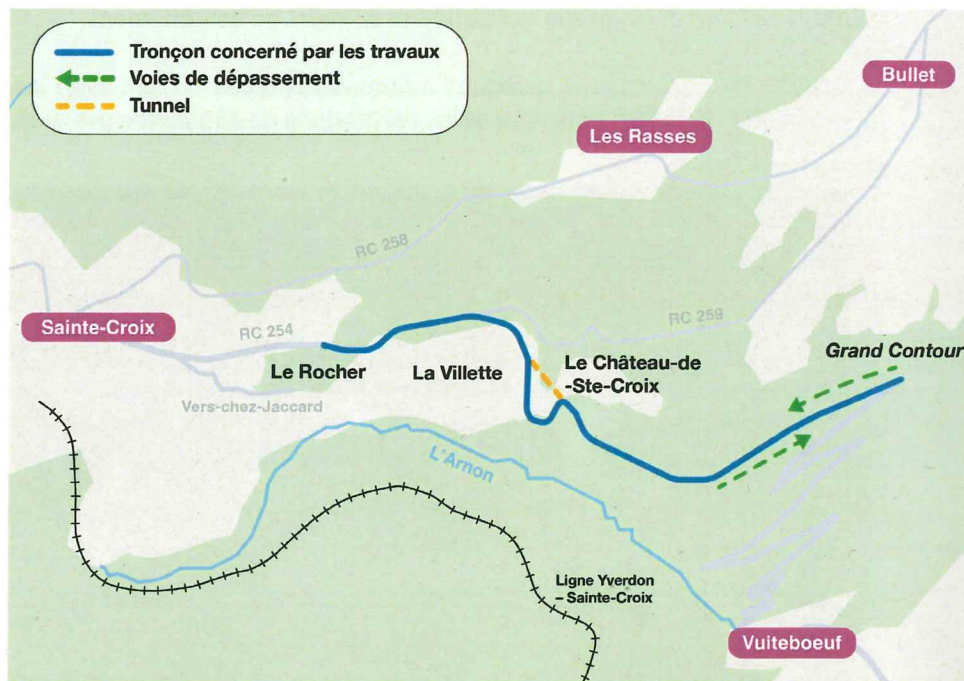 Tronçon concerné par les travaux
Voies de dépassement
Tunnel
Bullet
Les Rasses
RC 258
Sainte-Croix
RC 254
RC 259
Le Rocher
La Villette
Le Château-de
-Ste-Croix
Grand Contour
Vers-chez-Jaccard
L'Arnon
Ligne Yverdon
– Sainte-Croix
Vuiteboeuf